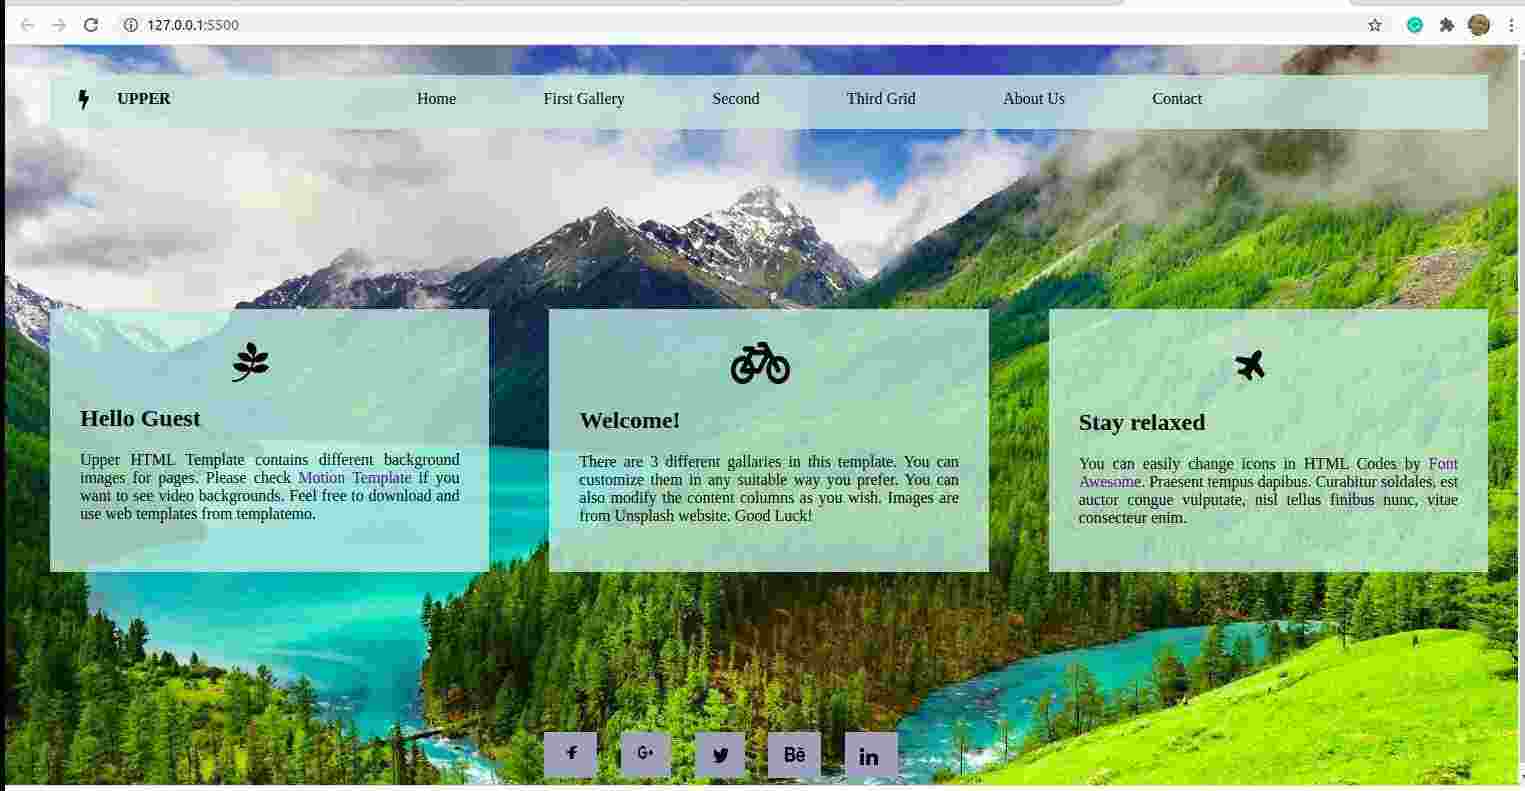 127.0.0.1:5500
UPPER Home First Gallery Second Third Grid About Us Contact
Hello Guest
Upper HTML Template contains different background
images for pages. Please check Motion Template if you
want to see video backgrounds. Feel free to download and
use web templates from templatemo.
Welcome!
There are 3 different gallaries in this template. You can
customize them in any suitable way you prefer. You can
also modify the content columns as you wish. Images are
from Unsplash website. Good Luck!
Stay relaxed
You can easily change icons in HTML Codes by Font
Awesome. Praesent tempus dapibus. Curabitur soldales, est
auctor congue vulputate, nisl tellus finibus nunc, vitae
consecteur enim.
f G+ Bē in